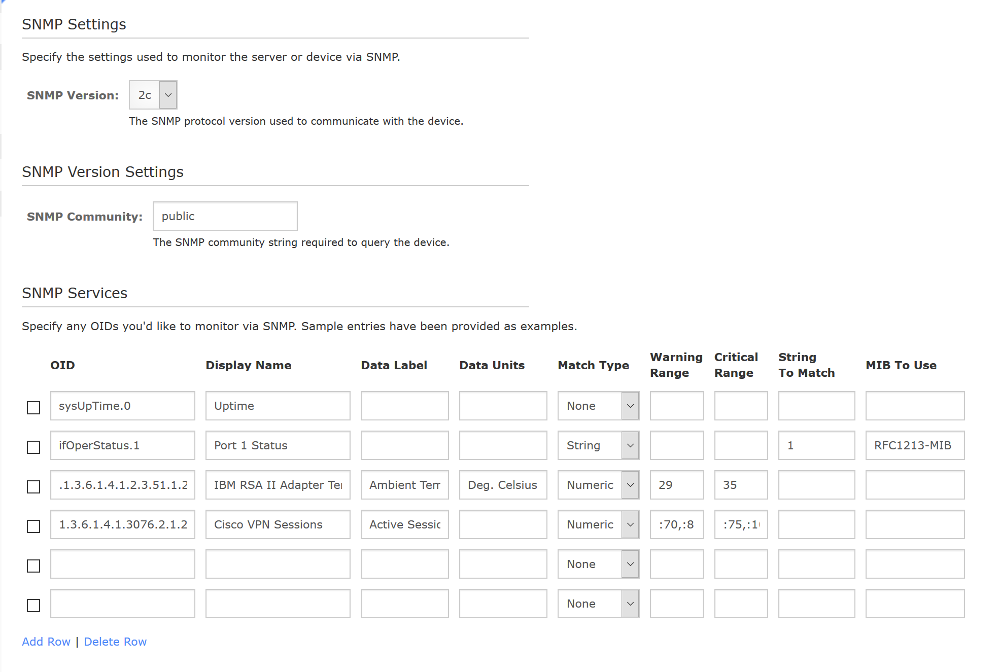 SNMP Settings
Specify the settings used to monitor the server or device via SNMP.
SNMP Version: 2c
The SNMP protocol version used to communicate with the device.
SNMP Version Settings
SNMP Community: public
The SNMP community string required to query the device.
SNMP Services
Specify any OIDs you'd like to monitor via SNMP. Sample entries have been provided as examples.
OID Display Name Data Label Data Units Match Type Warning Range Critical Range String To Match MIB To Use
sysUpTime.0 Uptime None
ifOperStatus.1 Port 1 Status String 1 RFC1213-MIB
.1.3.6.1.4.1.2.3.51.1.2 IBM RSA II Adapter Ambient Tem Deg. Celsius Numeric 29 35
1.3.6.1.4.1.3076.2.1.2 Cisco VPN Sessions Active Numeric :70,:8
None
None
Add Row | Delete Row